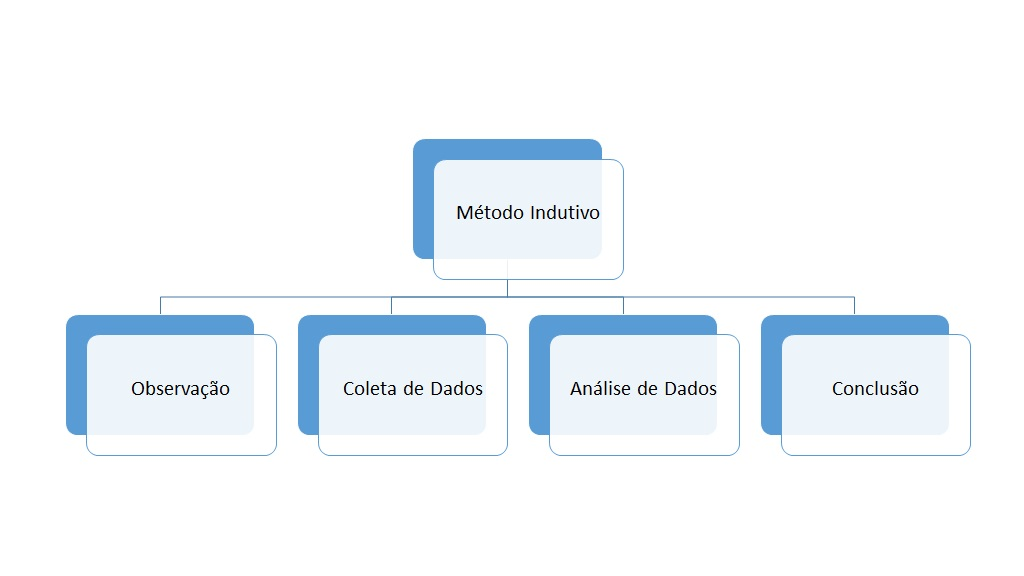 Método Indutivo
Observação
Coleta de Dados
Análise de Dados
Conclusão